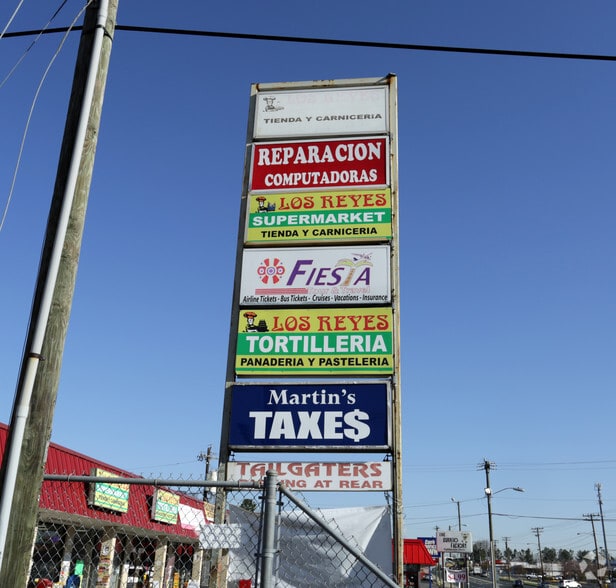 TIENDA Y CARNICERIA
REPARACION
COMPUTADORAS
LOS REYES
SUPERMARKET
TIENDA Y CARNICERIA
FIESTA
Airline Tickets - Bus Tickets - Cruises - Vacations - Insurance
LOS REYES
TORTILLERIA
PANADERIA Y PASTELERIA
Martin's
TAXE$
TAILGATERS
AT REAR